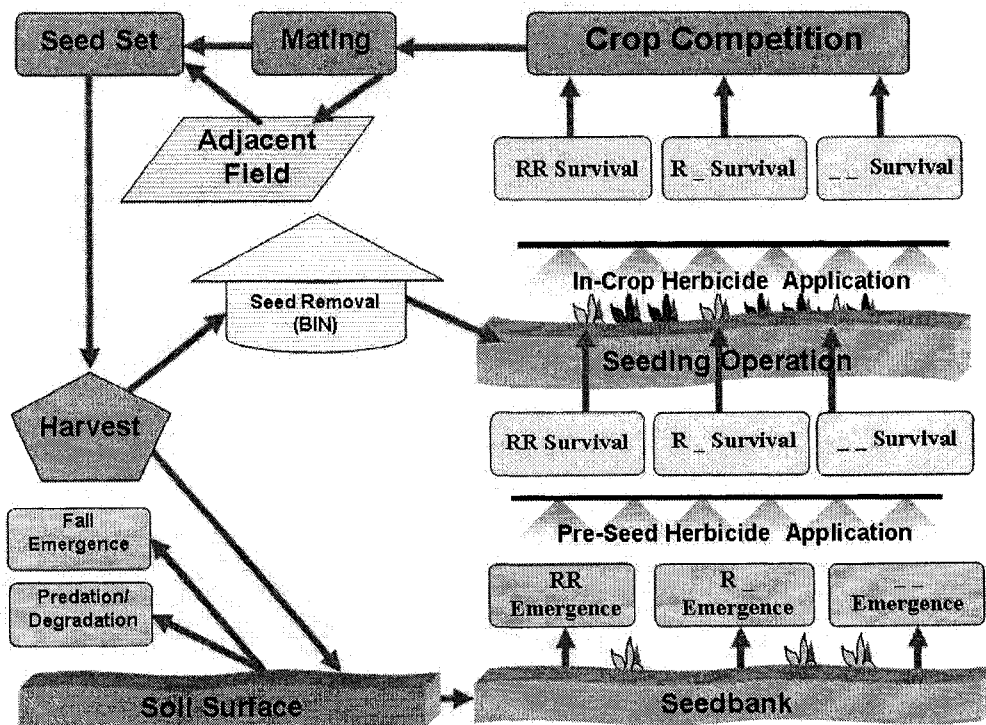 Seed Set
Mating
Crop Competition
Adjacent
Field
RR Survival
R _ Survival
_ _ Survival
In-Crop Herbicide Application
Seed Removal
(BIN)
Seeding Operation
Harvest
RR Survival
R _ Survival
_ _ Survival
Pre-Seed Herbicide Application
Fall
Emergence
Predation/
Degradation
RR
Emergence
R _
Emergence
_ _
Emergence
Soil Surface
Seedbank